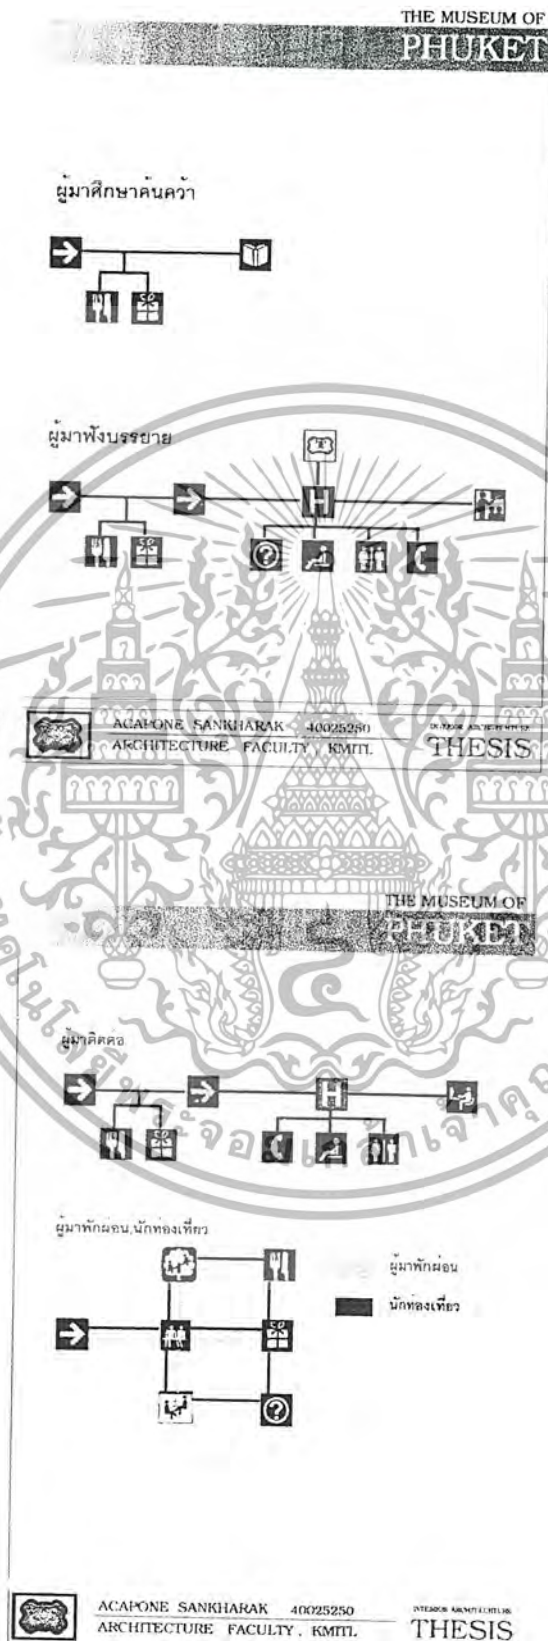 THE MUSEUM OF
PHUKET
ผู้มาศึกษาค้นคว้า
ผู้มาฟังบรรยาย
H
?
ACAPONE SANKHARAK 40025250
ARCHITECTURE FACULTY, KMITL
INTERIOR ARCHITECTURE
THESIS
THE MUSEUM OF
PHUKET
ผู้มาติดต่อ
H
ผู้มาพักผ่อน,นักท่องเที่ยว
ผู้มาพักผ่อน
นักท่องเที่ยว
?
ACAPONE SANKHARAK 40025250
ARCHITECTURE FACULTY, KMITL
INTERIOR ARCHITECTURE
THESIS